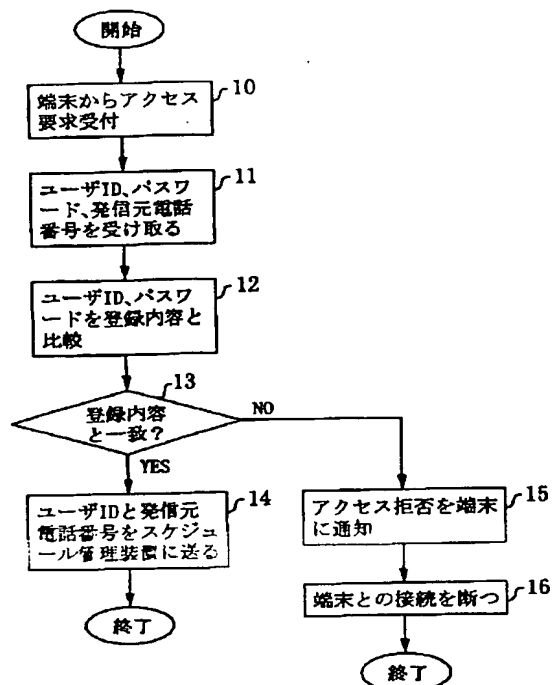 開始
端末からアクセス
要求受付
10
ユーザID、パスワ
ード、発信元電話
番号を受け取る
11
ユーザID、パスワ
ードを登録内容と
比較
12
13
登録内容
と一致?
NO
YES
ユーザIDと発信元
電話番号をスケジュ
ール管理装置に送る
14
終了
アクセス拒否を端末
に通知
15
端末との接続を断つ
16
終了